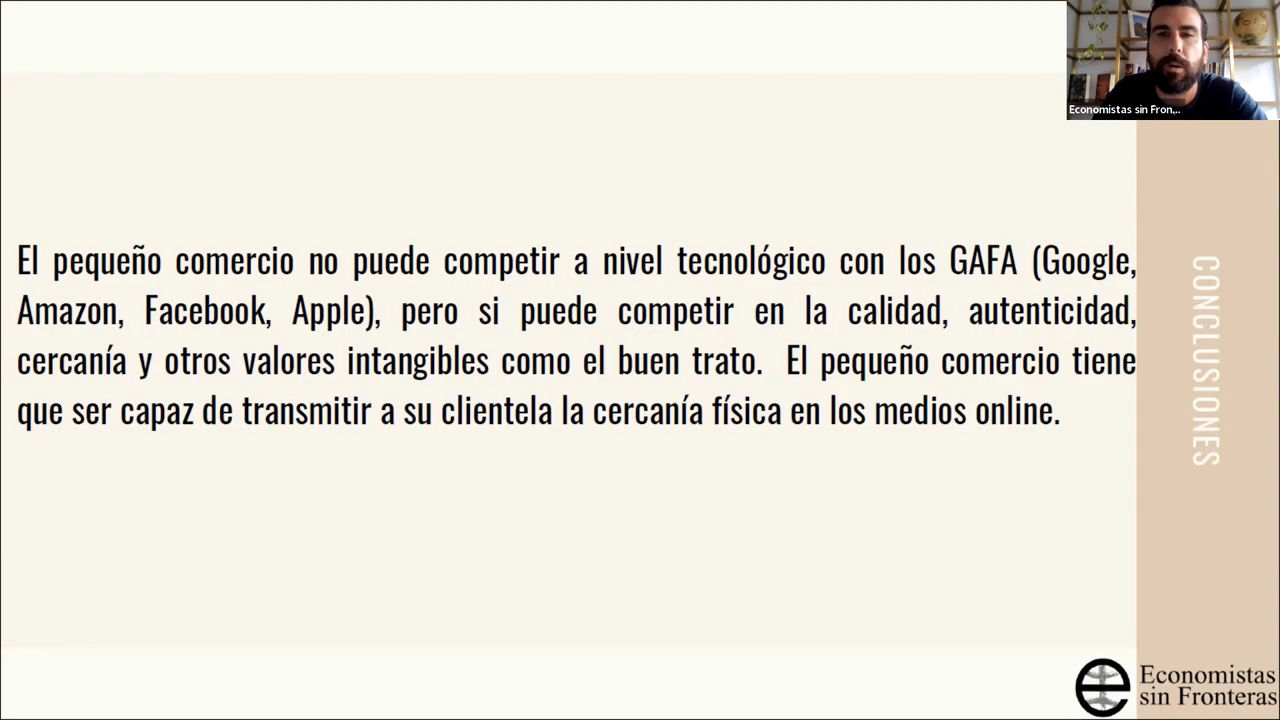 Economistas sin Fron...
El pequeño comercio no puede competir a nivel tecnológico con los GAFA (Google,
Amazon, Facebook, Apple), pero si puede competir en la calidad, autenticidad,
cercanía y otros valores intangibles como el buen trato. El pequeño comercio tiene
que ser capaz de transmitir a su clientela la cercanía física en los medios online.
CONCLUSIONES
Economistas
sin Fronteras